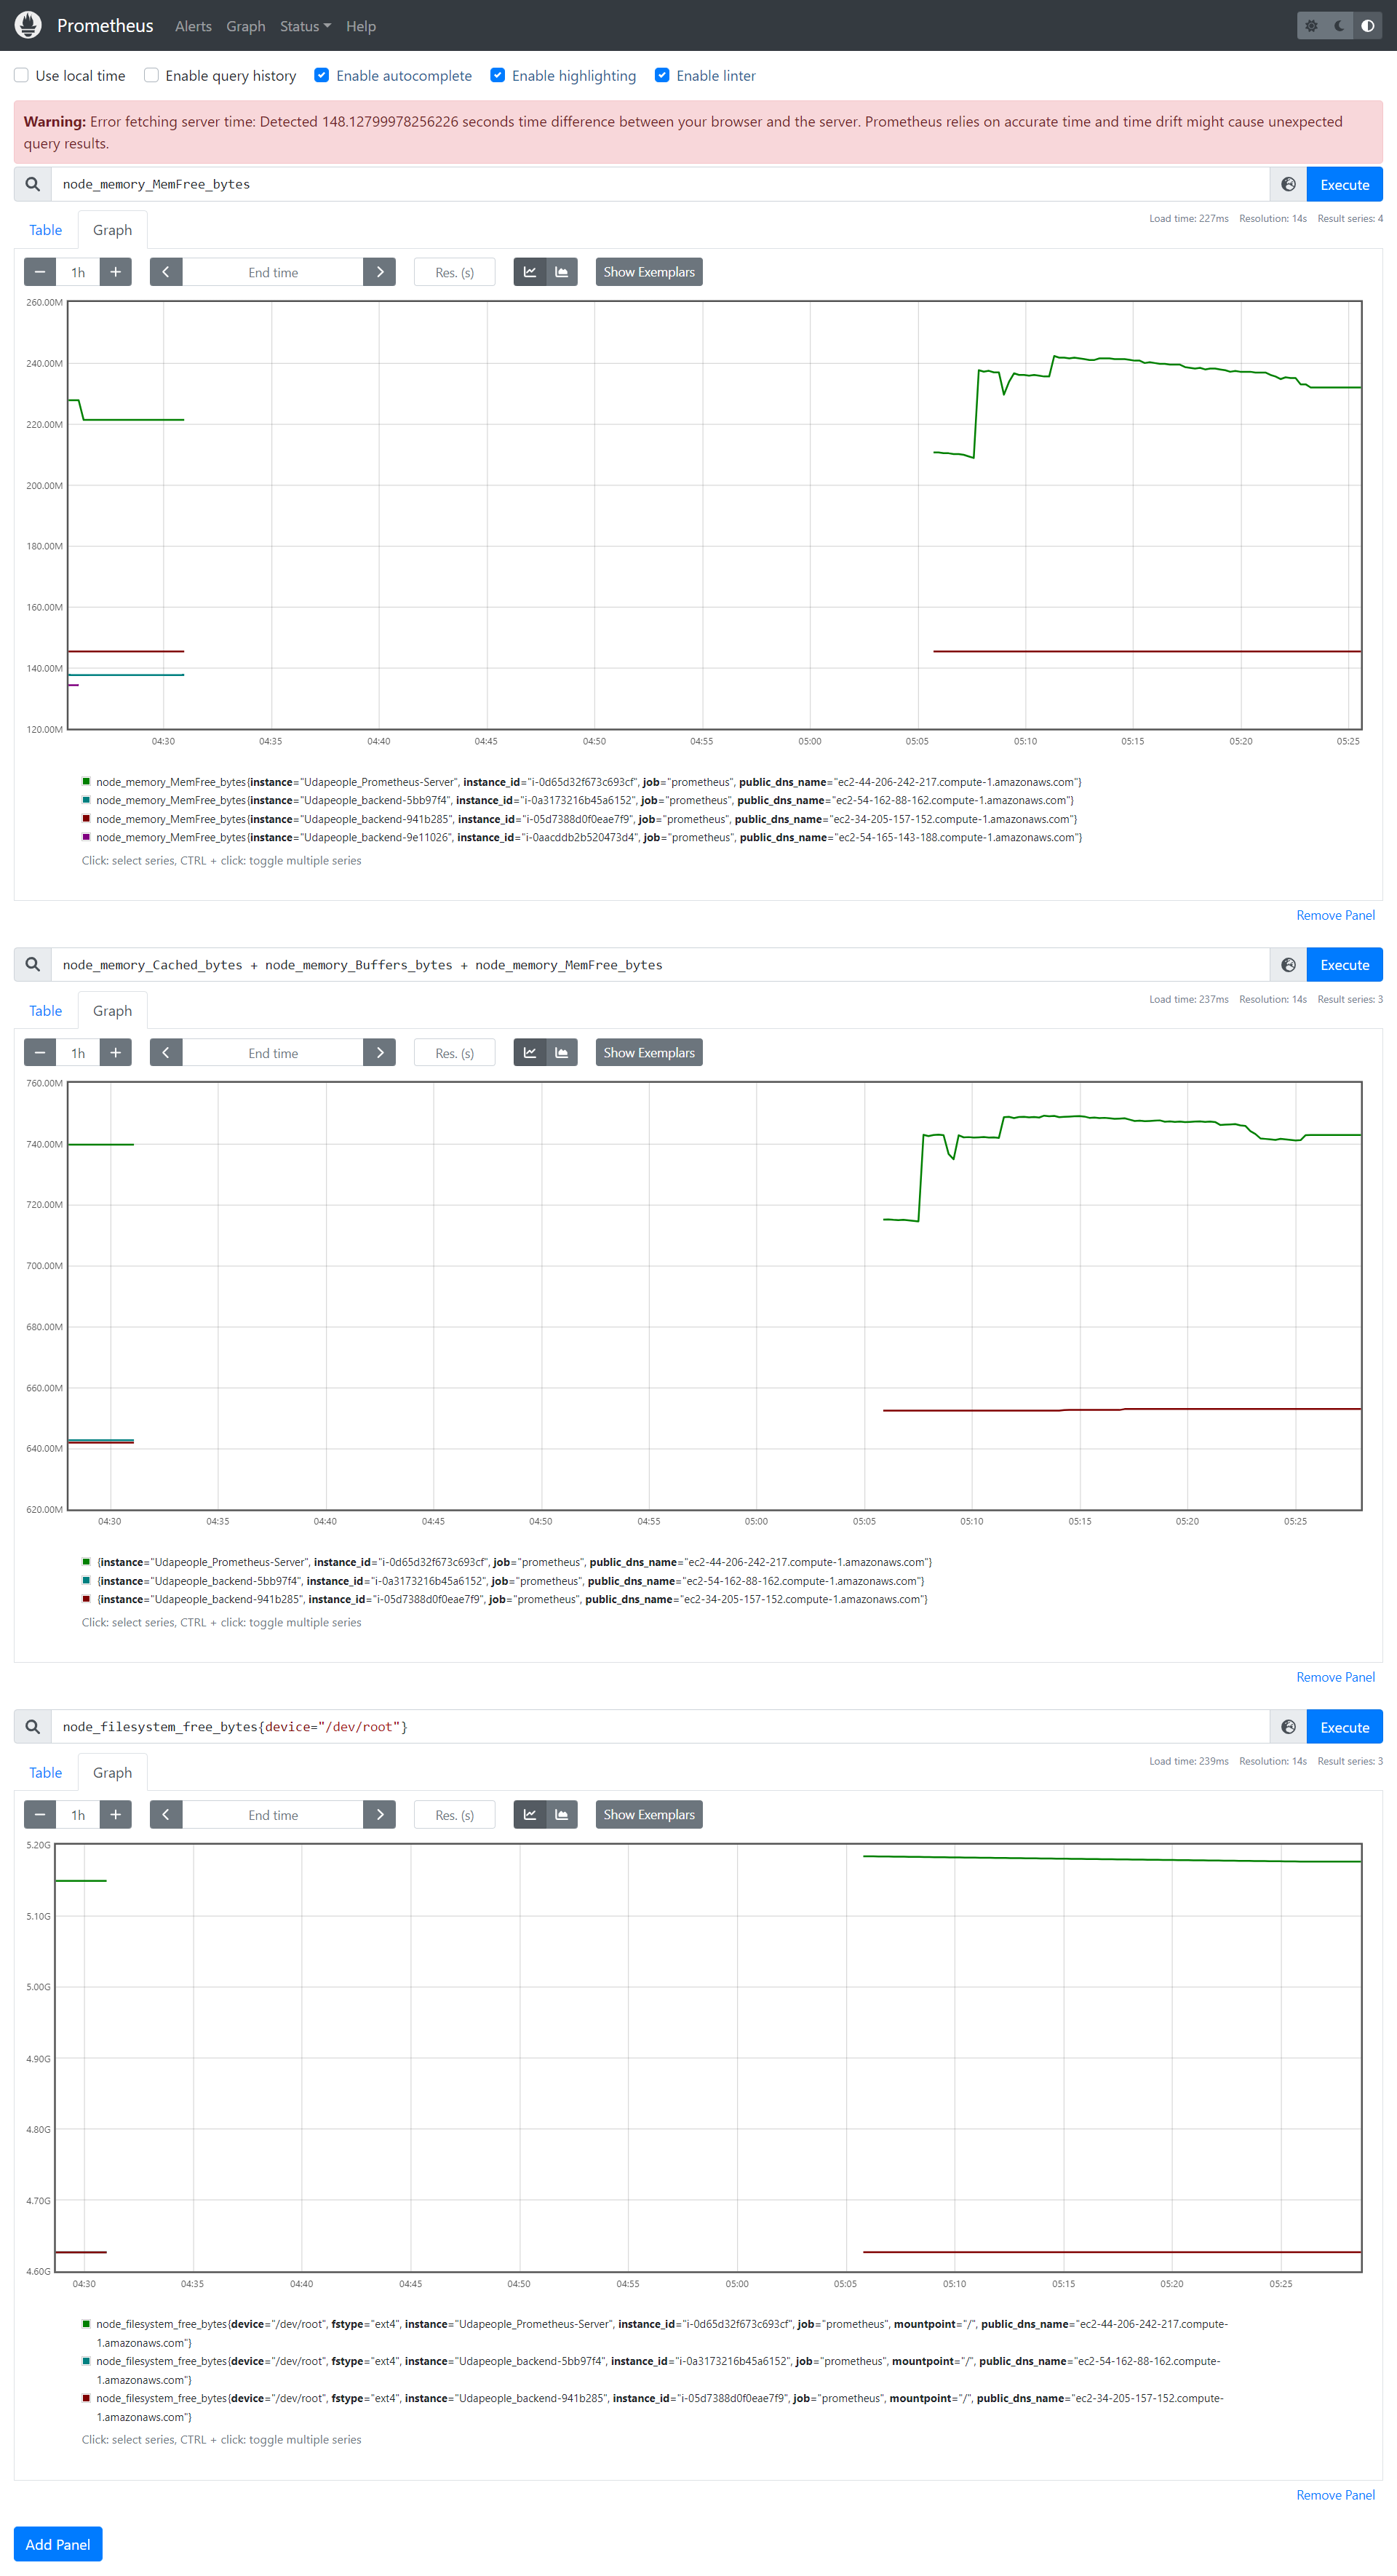 Prometheus Alerts Graph Status Help
Use local time Enable query history Enable autocomplete Enable highlighting Enable linter
Warning: Error fetching server time: Detected 148.12799978256226 seconds time difference between your browser and the server. Prometheus relies on accurate time and time drift might cause unexpected
query results.
node_memory_MemFree_bytes Execute
Table Graph Load time: 227ms Resolution: 14s Result series: 4
1h End time Res. (s) Show Exemplars
260.00M
240.00M
220.00M
200.00M
180.00M
160.00M
140.00M
120.00M
04:30 04:35 04:40 04:45 04:50 04:55 05:00 05:05 05:10 05:15 05:20 05:25
node_memory_MemFree_bytes{instance="Udapeople_Prometheus-Server", instance_id="i-0d65d32f673c693cf", job="prometheus", public_dns_name="ec2-44-206-242-217.compute-1.amazonaws.com"}
node_memory_MemFree_bytes{instance="Udapeople_backend-5bb97f4", instance_id="i-0a3173216b45a6152", job="prometheus", public_dns_name="ec2-54-162-88-162.compute-1.amazonaws.com"}
node_memory_MemFree_bytes{instance="Udapeople_backend-941b285", instance_id="i-05d7388d0f0eae7f9", job="prometheus", public_dns_name="ec2-34-205-157-152.compute-1.amazonaws.com"}
node_memory_MemFree_bytes{instance="Udapeople_backend-9e11026", instance_id="i-0aacddb2b520473d4", job="prometheus", public_dns_name="ec2-54-165-143-188.compute-1.amazonaws.com"}
Click: select series, CTRL + click: toggle multiple series
Remove Panel
node_memory_Cached_bytes + node_memory_Buffers_bytes + node_memory_MemFree_bytes Execute
Table Graph Load time: 237ms Resolution: 14s Result series: 3
1h End time Res. (s) Show Exemplars
760.00M
740.00M
720.00M
700.00M
680.00M
660.00M
640.00M
620.00M
04:30 04:35 04:40 04:45 04:50 04:55 05:00 05:05 05:10 05:15 05:20 05:25
{instance="Udapeople_Prometheus-Server", instance_id="i-0d65d32f673c693cf", job="prometheus", public_dns_name="ec2-44-206-242-217.compute-1.amazonaws.com"}
{instance="Udapeople_backend-5bb97f4", instance_id="i-0a3173216b45a6152", job="prometheus", public_dns_name="ec2-54-162-88-162.compute-1.amazonaws.com"}
{instance="Udapeople_backend-941b285", instance_id="i-05d7388d0f0eae7f9", job="prometheus", public_dns_name="ec2-34-205-157-152.compute-1.amazonaws.com"}
Click: select series, CTRL + click: toggle multiple series
Remove Panel
node_filesystem_free_bytes{device="/dev/root"} Execute
Table Graph Load time: 239ms Resolution: 14s Result series: 3
1h End time Res. (s) Show Exemplars
5.20G
5.10G
5.00G
4.90G
4.80G
4.70G
4.60G
04:30 04:35 04:40 04:45 04:50 04:55 05:00 05:05 05:10 05:15 05:20 05:25
node_filesystem_free_bytes{device="/dev/root", fstype="ext4", instance="Udapeople_Prometheus-Server", instance_id="i-0d65d32f673c693cf", job="prometheus", mountpoint="/", public_dns_name="ec2-44-206-242-217.compute-
1.amazonaws.com"}
node_filesystem_free_bytes{device="/dev/root", fstype="ext4", instance="Udapeople_backend-5bb97f4", instance_id="i-0a3173216b45a6152", job="prometheus", mountpoint="/", public_dns_name="ec2-54-162-88-162.compute-
1.amazonaws.com"}
node_filesystem_free_bytes{device="/dev/root", fstype="ext4", instance="Udapeople_backend-941b285", instance_id="i-05d7388d0f0eae7f9", job="prometheus", mountpoint="/", public_dns_name="ec2-34-205-157-152.compute-
1.amazonaws.com"}
Click: select series, CTRL + click: toggle multiple series
Remove Panel
Add Panel